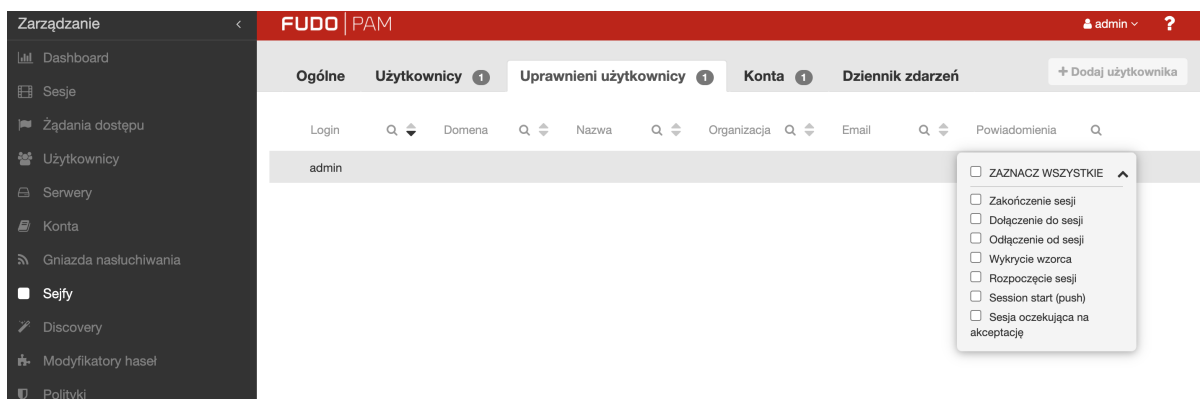 Zarządzanie
FUDO PAM
admin
?
Dashboard
Sesje
Żądania dostępu
Użytkownicy
Serwery
Konta
Gniazda nasłuchiwania
Sejfy
Discovery
Modyfikatory haseł
Polityki
Ogólne Użytkownicy 1 Uprawnieni użytkownicy 1 Konta 1 Dziennik zdarzeń
+ Dodaj użytkownika
Login Domena Nazwa Organizacja Email Powiadomienia
admin
ZAZNACZ WSZYSTKIE
Zakończenie sesji
Dołączenie do sesji
Odłączenie od sesji
Wykrycie wzorca
Rozpoczęcie sesji
Session start (push)
Sesja oczekująca na
akceptację